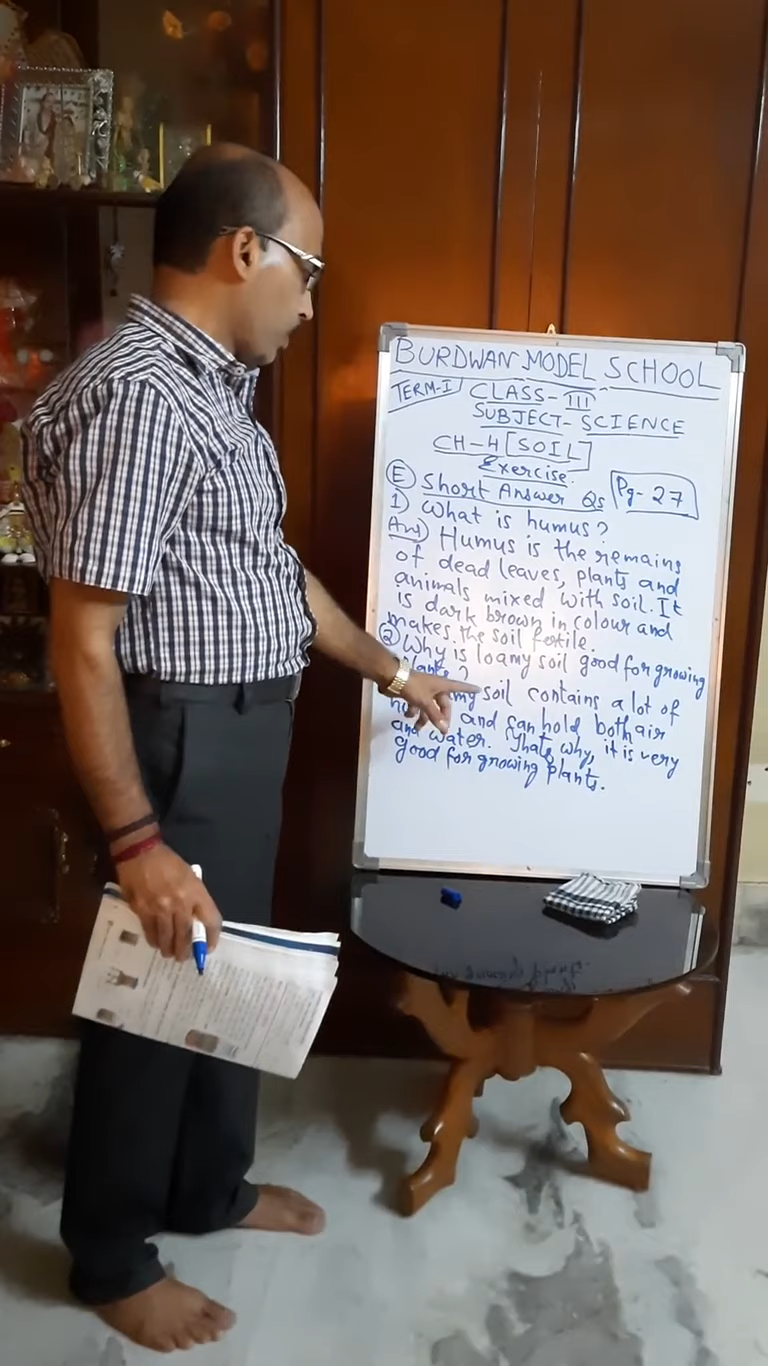 BURDWAN MODEL SCHOOL
TERM-I CLASS-III
SUBJECT-SCIENCE
CH-4 [SOIL]
Exercise.
(E) Short Answer Qs Pg-27
1) What is humus?
Ans) Humus is the remains
of dead leaves, plants and
animals mixed with soil. It
is dark brown in colour and
makes the soil fertile.
(2) Why is loamy soil good for growing
soil contains a lot of
and can hold both air
and water. Thats why, it is very
good for growing plants.